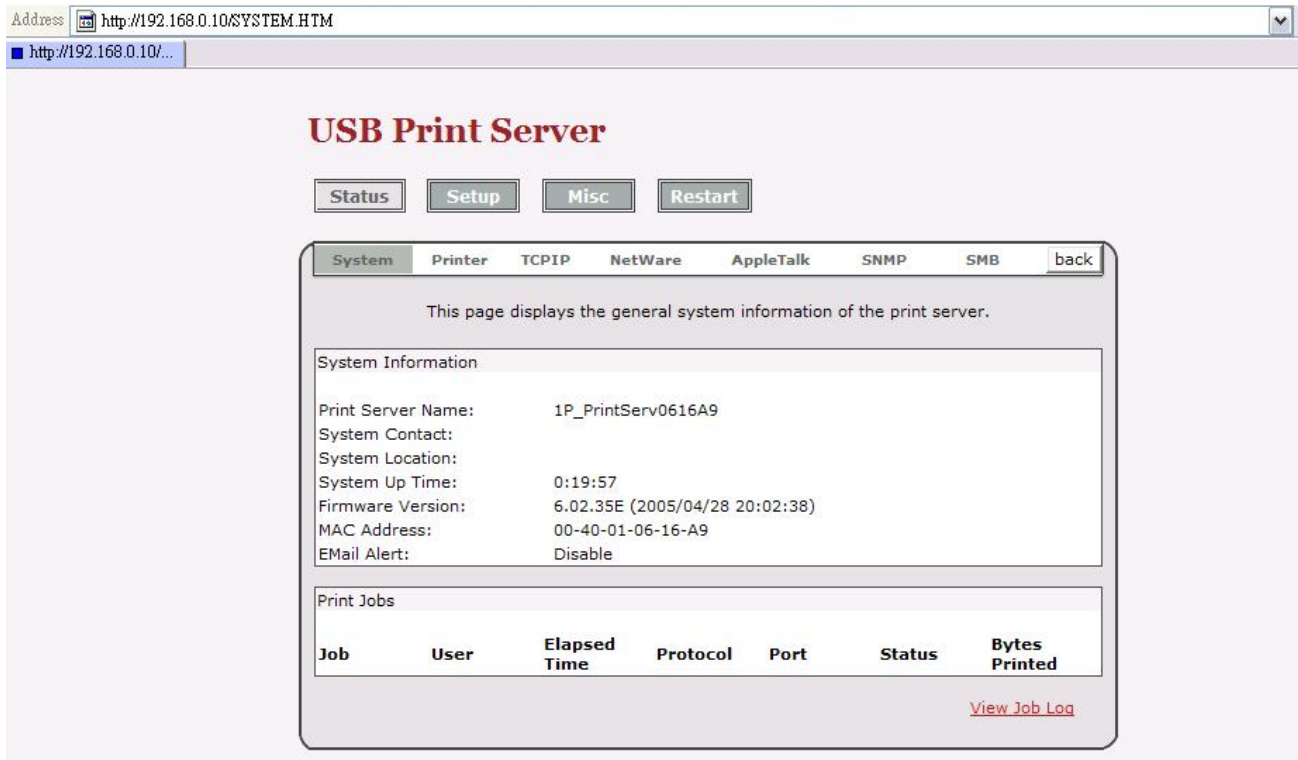 Address http://192.168.0.10/SYSTEM.HTM
http://192.168.0.10/...
USB Print Server
Status Setup Misc Restart
System Printer TCPIP NetWare AppleTalk SNMP SMB back
This page displays the general system information of the print server.
System Information
Print Server Name: 1P_PrintServ0616A9
System Contact:
System Location:
System Up Time: 0:19:57
Firmware Version: 6.02.35E (2005/04/28 20:02:38)
MAC Address: 00-40-01-06-16-A9
EMail Alert: Disable
Print Jobs
Job User Elapsed Time Protocol Port Status Bytes Printed
View Job Log